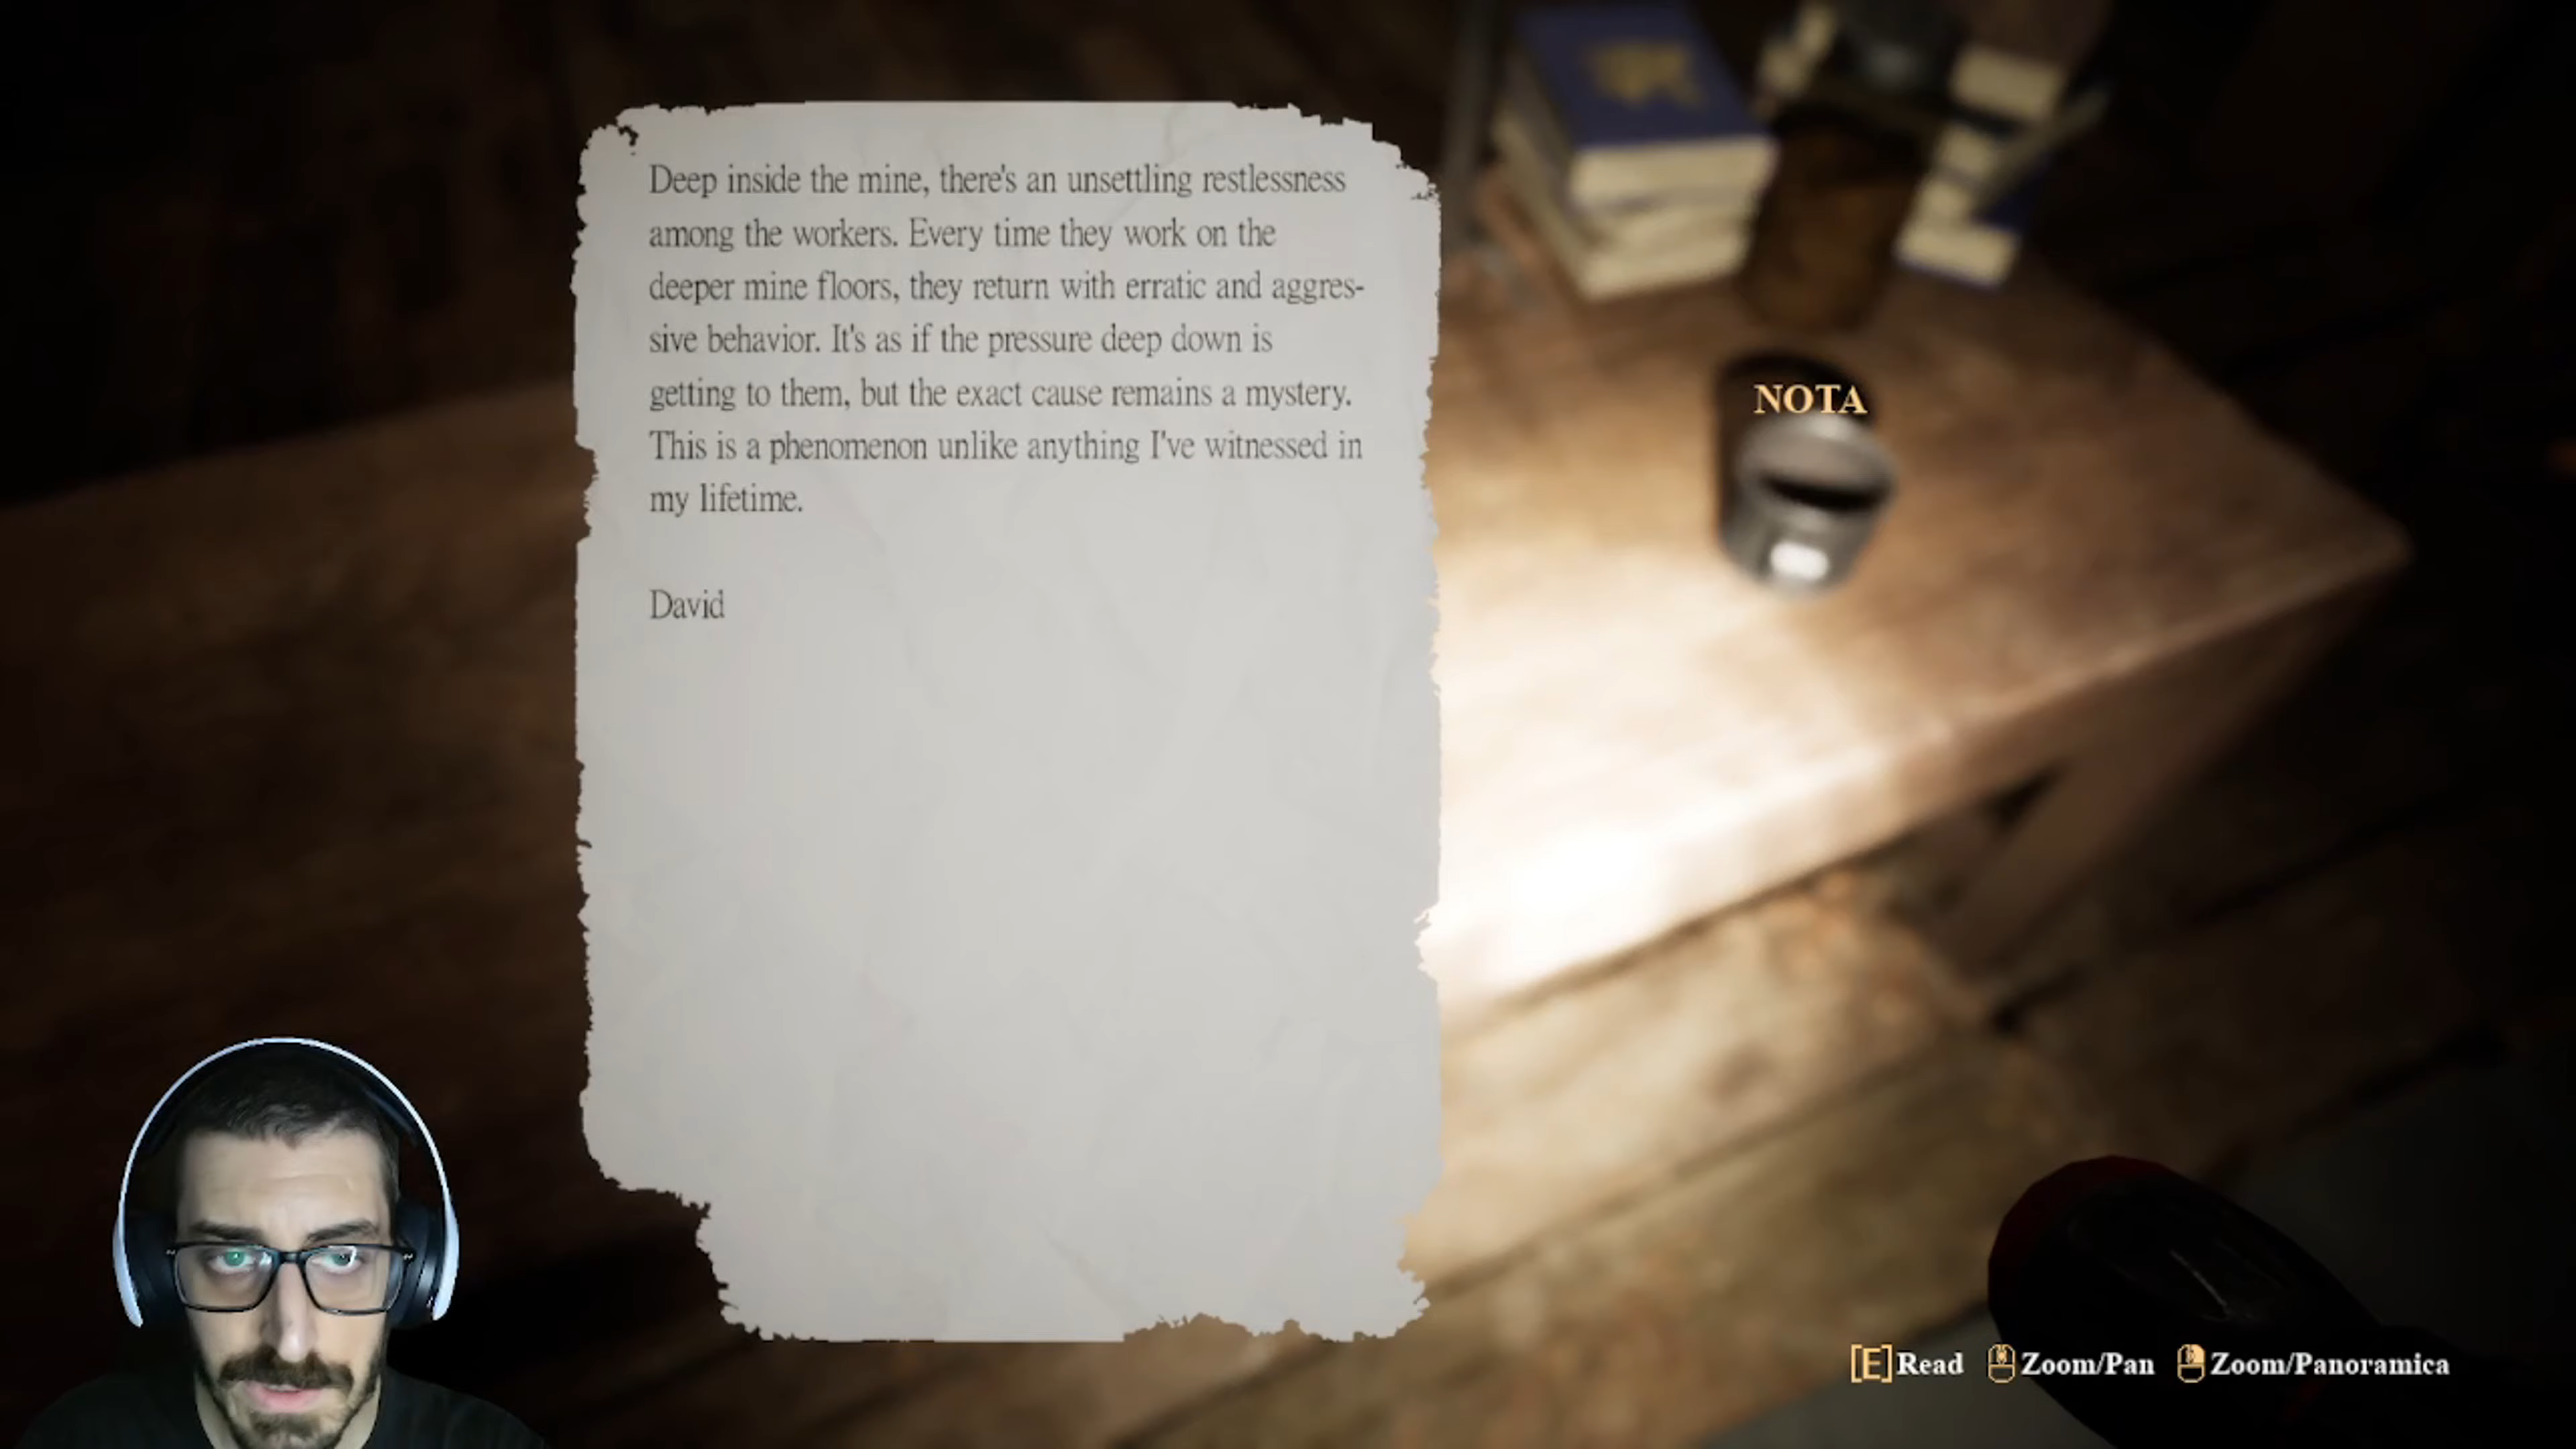 Deep inside the mine, there's an unsettling restlessness
among the workers. Every time they work on the
deeper mine floors, they return with erratic and aggres-
sive behavior. It's as if the pressure deep down is
getting to them, but the exact cause remains a mystery.
This is a phenomenon unlike anything I've witnessed in
my lifetime.
David
NOTA
[E] Read Zoom/Pan Zoom/Panoramica